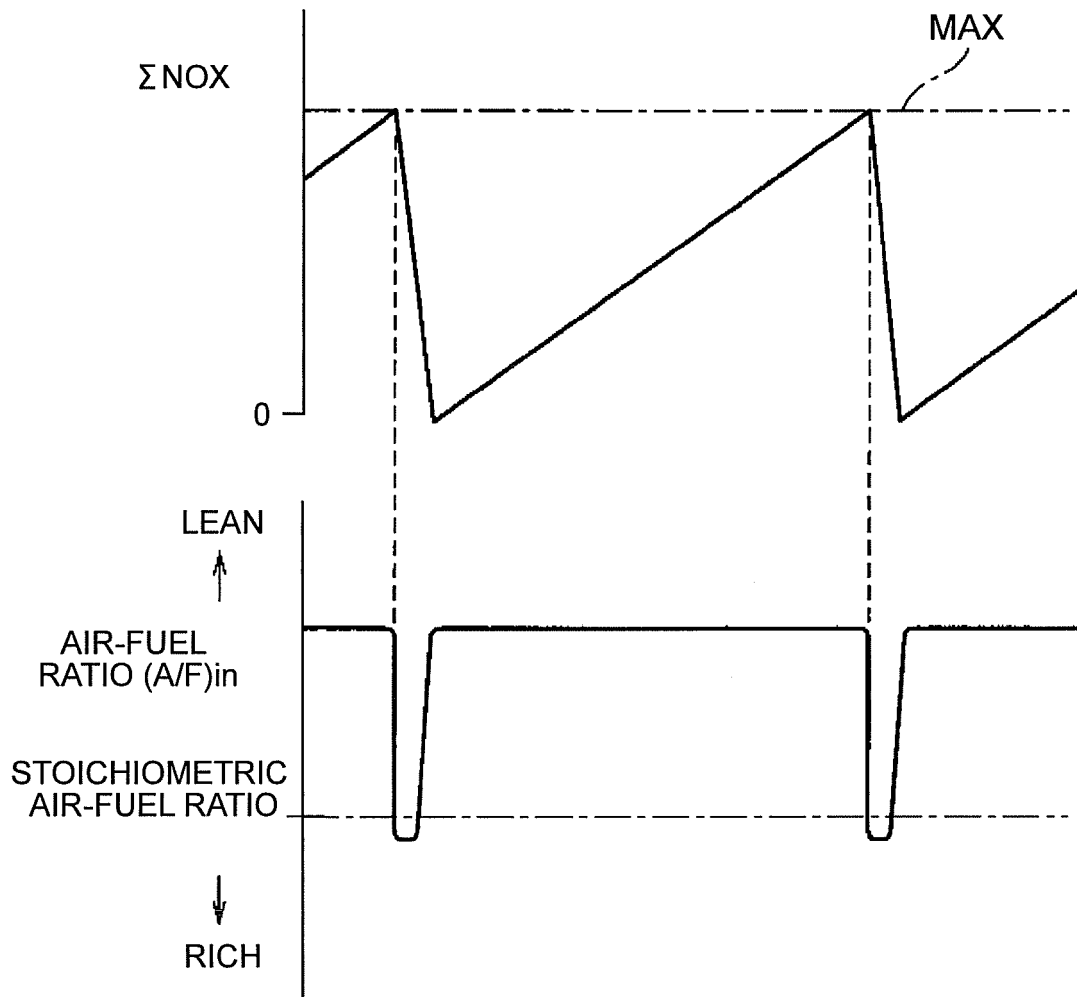 MAX
ΣNOX
0
LEAN
AIR-FUEL
RATIO (A/F)in
STOICHIOMETRIC
AIR-FUEL RATIO
RICH